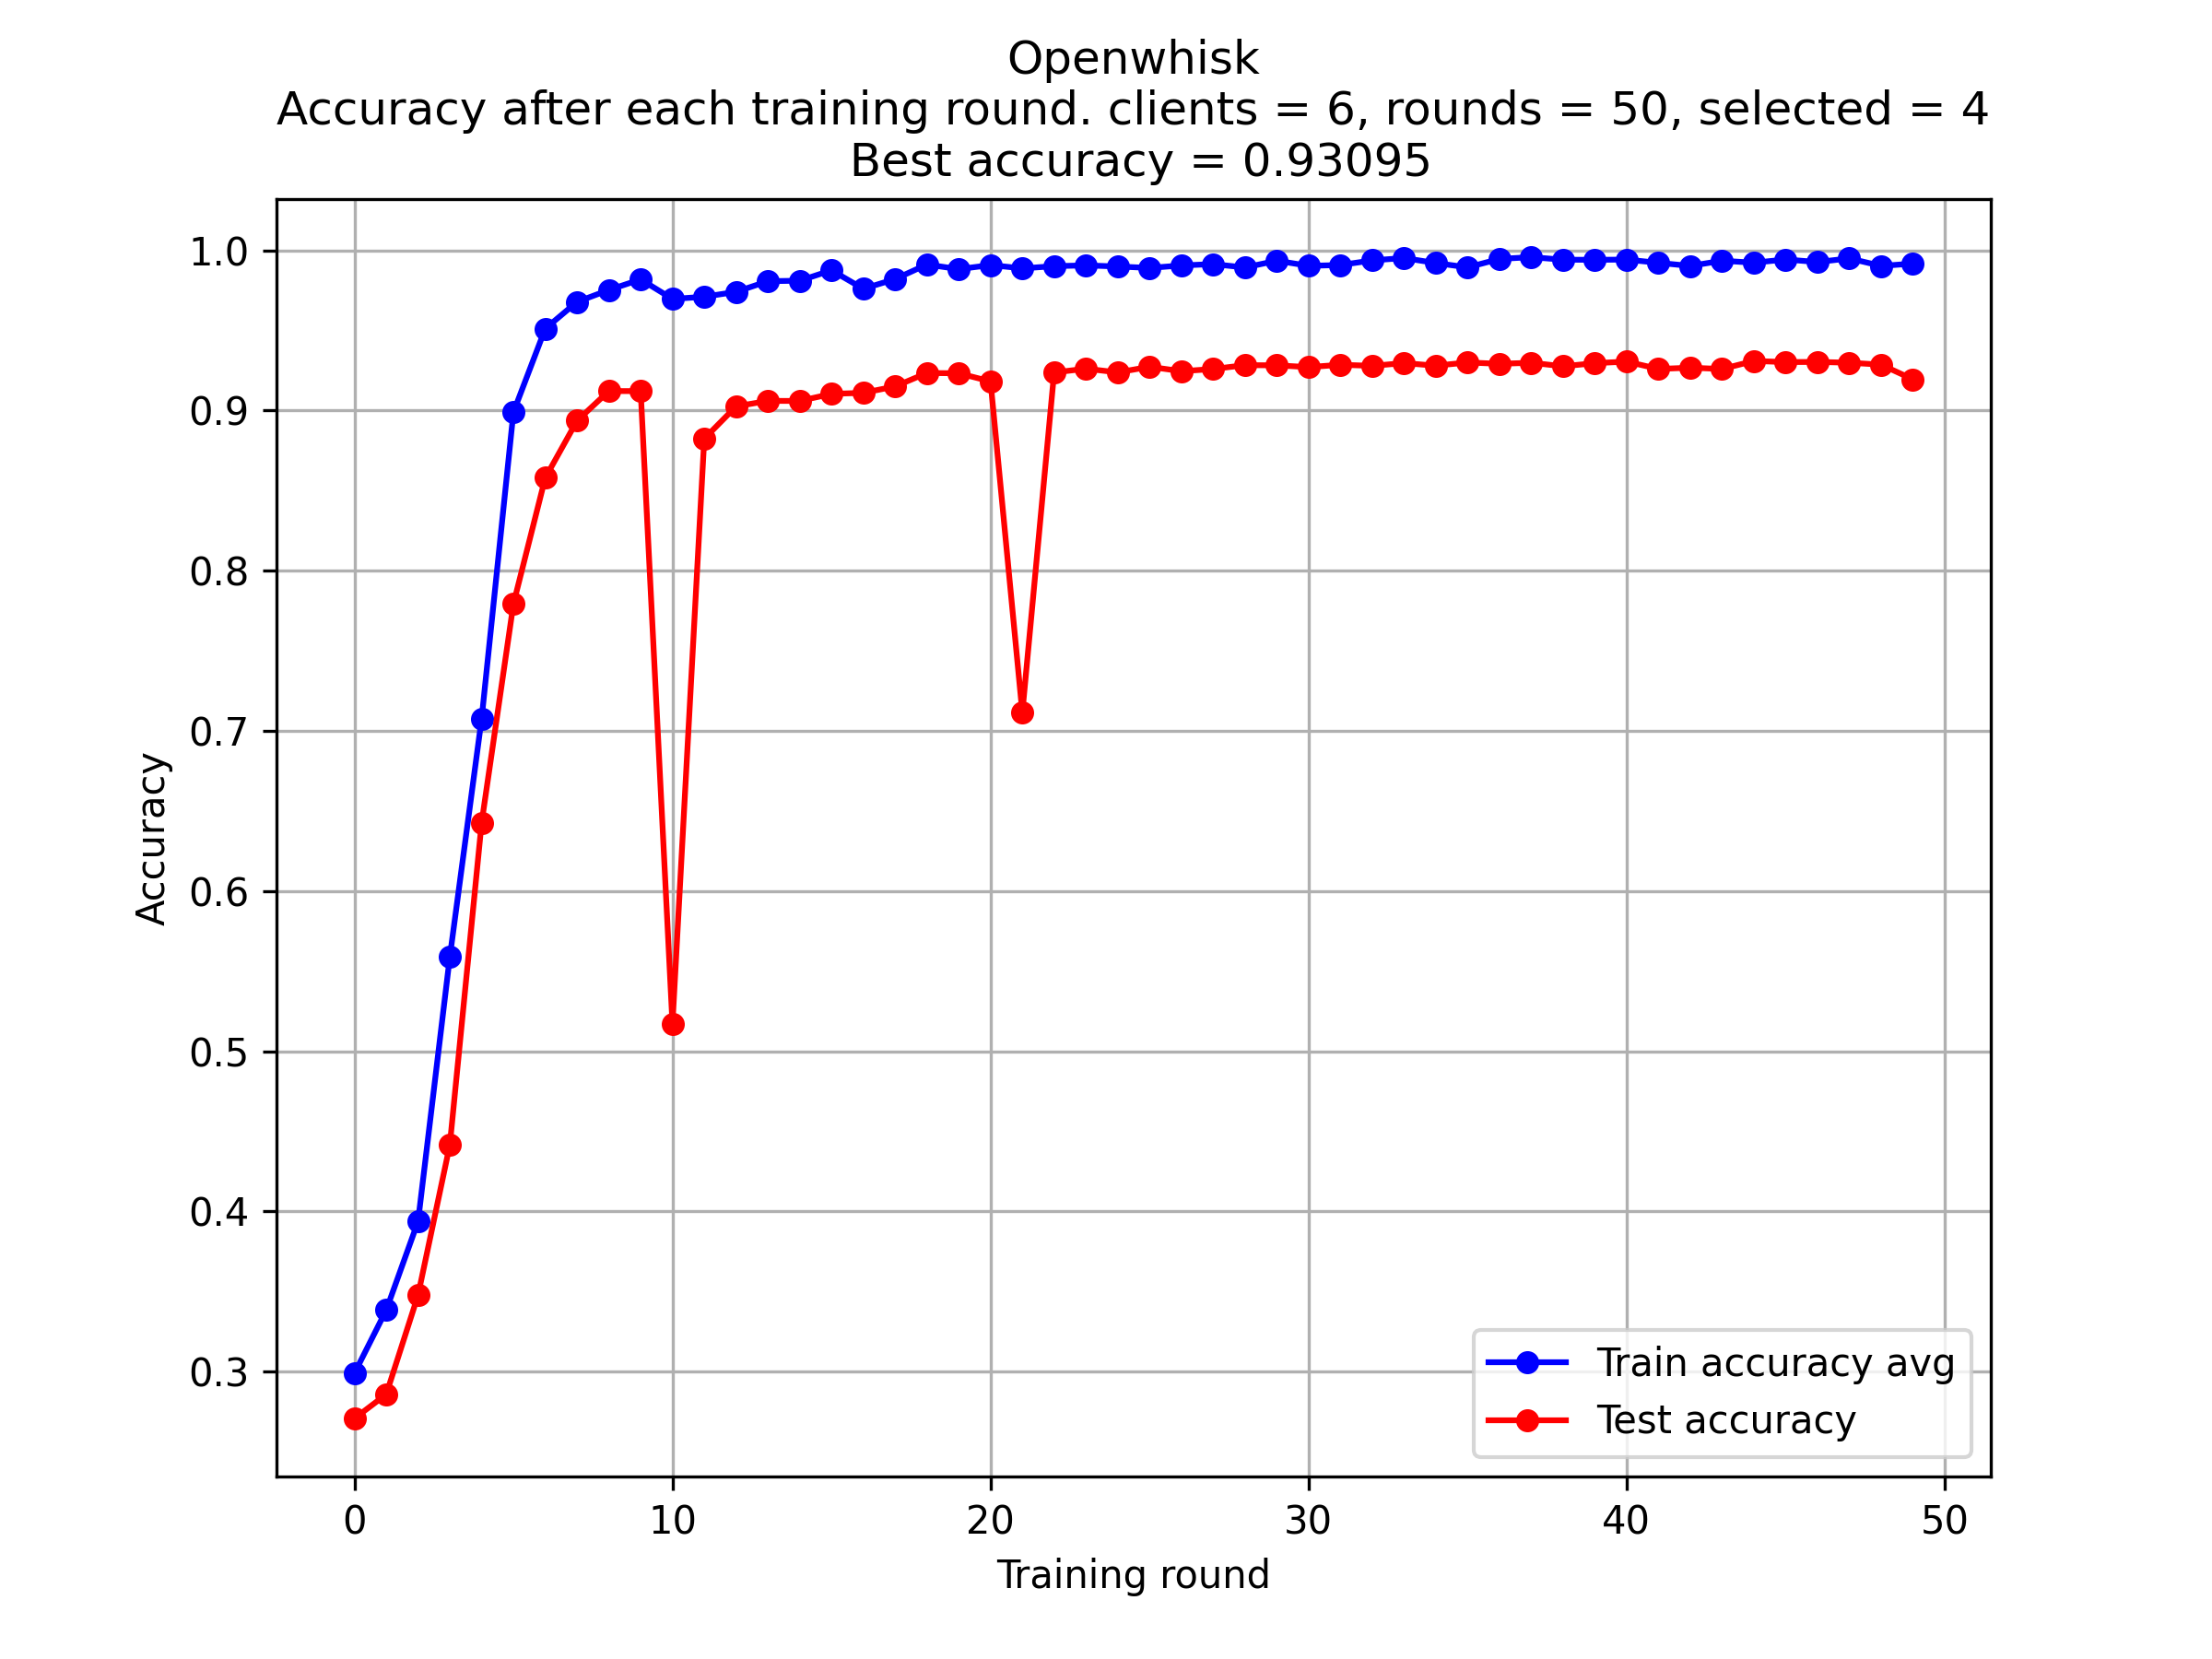 Openwhisk
Accuracy after each training round. clients = 6, rounds = 50, selected = 4
Best accuracy = 0.93095
1.0
0.9
0.8
0.7
0.6
0.5
0.4
0.3
Accuracy
Train accuracy avg
Test accuracy
0 10 20 30 40 50
Training round